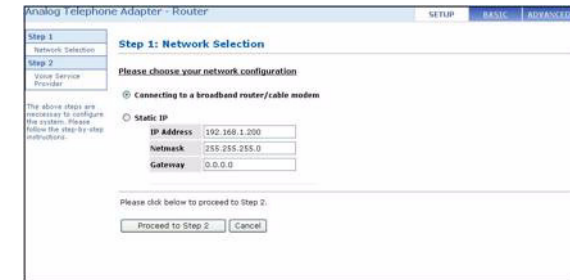 Analog Telephone Adapter - Router
SETUP BASIC ADVANCED
Step 1
Network Selection
Step 2
Voice Service
Provider
The above steps are
necessary to configure
the system. Please
follow the step-by-step
instructions.
Step 1: Network Selection
Please choose your network configuration
Connecting to a broadband router/cable modem
Static IP
IP Address 192.168.1.200
Netmask 255.255.255.0
Gateway 0.0.0.0
Please click below to proceed to Step 2.
Proceed to Step 2 Cancel